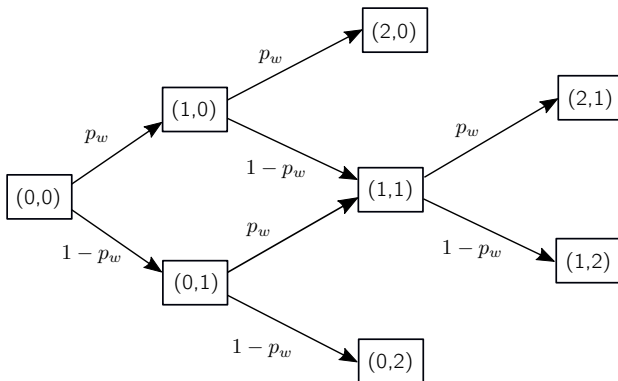 (2,0)
p_w
(1,0)
(2,1)
p_w
p_w
1 − p_w
(0,0)
(1,1)
p_w
1 − p_w
1 − p_w
(0,1)
(1,2)
1 − p_w
(0,2)